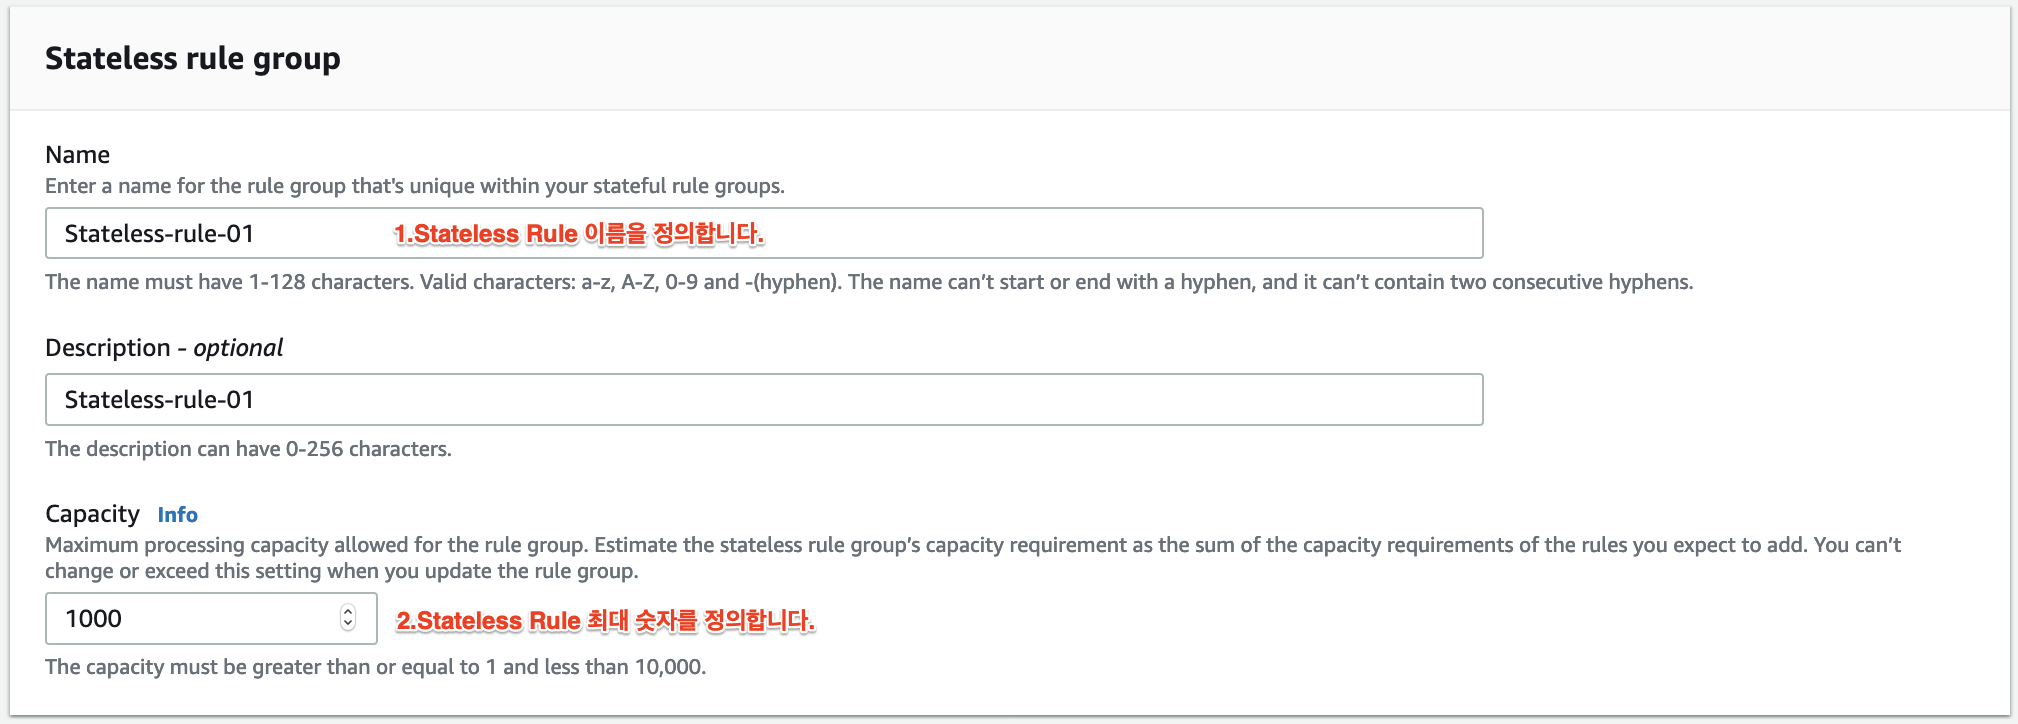 Stateless rule group
Name
Enter a name for the rule group that's unique within your stateful rule groups.
Stateless-rule-01 1.Stateless Rule 이름을 정의합니다.
The name must have 1-128 characters. Valid characters: a-z, A-Z, 0-9 and -(hyphen). The name can’t start or end with a hyphen, and it can’t contain two consecutive hyphens.
Description - optional
Stateless-rule-01
The description can have 0-256 characters.
Capacity Info
Maximum processing capacity allowed for the rule group. Estimate the stateless rule group’s capacity requirement as the sum of the capacity requirements of the rules you expect to add. You can’t
change or exceed this setting when you update the rule group.
1000 2.Stateless Rule 최대 숫자를 정의합니다.
The capacity must be greater than or equal to 1 and less than 10,000.